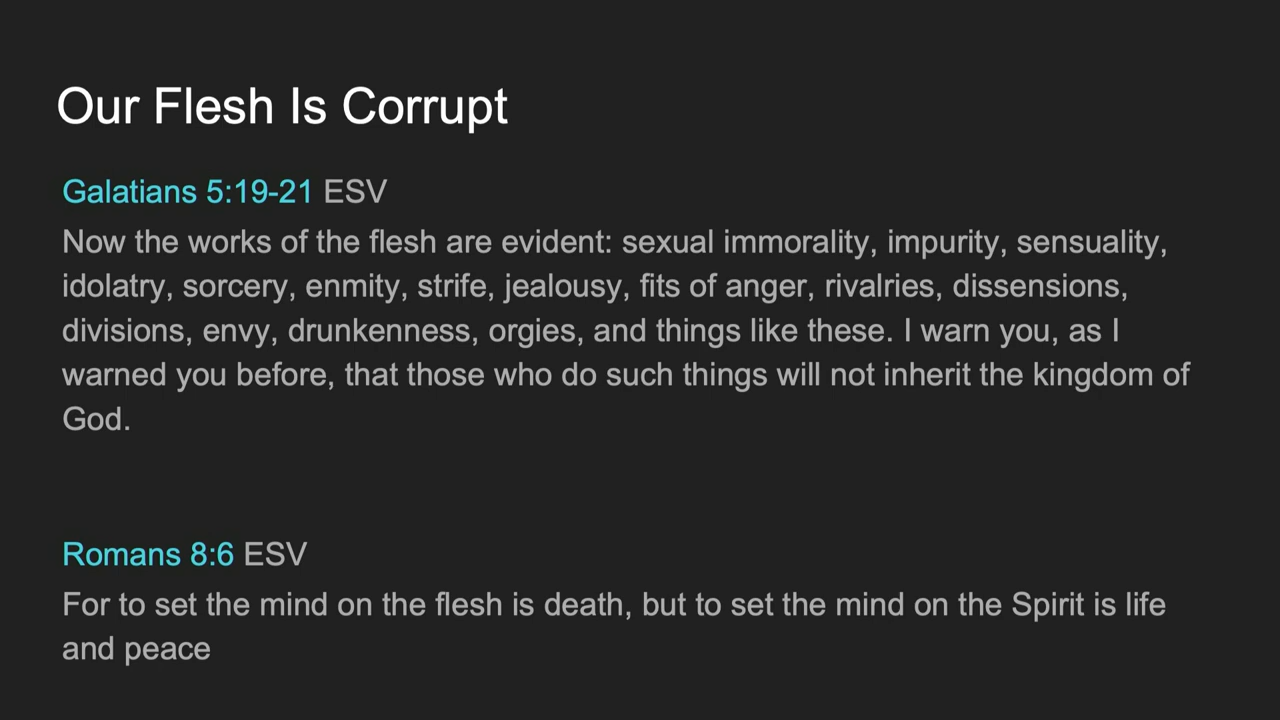 Our Flesh Is Corrupt
Galatians 5:19-21 ESV
Now the works of the flesh are evident: sexual immorality, impurity, sensuality,
idolatry, sorcery, enmity, strife, jealousy, fits of anger, rivalries, dissensions,
divisions, envy, drunkenness, orgies, and things like these. I warn you, as I
warned you before, that those who do such things will not inherit the kingdom of
God.
Romans 8:6 ESV
For to set the mind on the flesh is death, but to set the mind on the Spirit is life
and peace